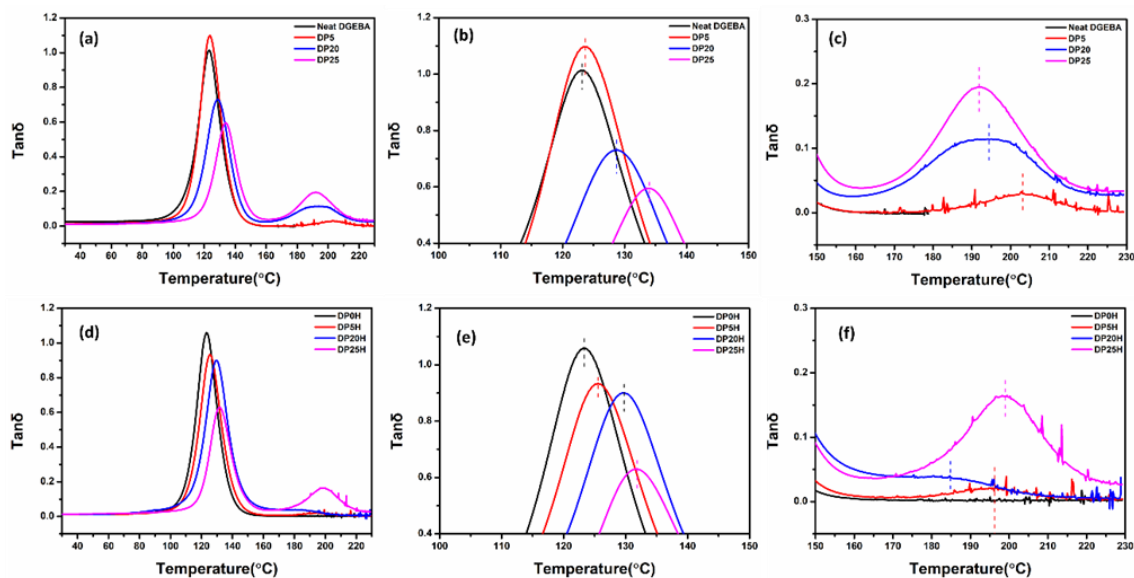 (a)
Neat DGEBA
DP5
DP20
DP25
Tanδ
1.2
1.0
0.8
0.6
0.4
0.2
0.0
40 60 80 100 120 140 160 180 200 220
Temperature(°C)
(b)
Neat DGEBA
DP5
DP20
DP25
Tanδ
1.2
1.0
0.8
0.6
0.4
100 110 120 130 140 150
Temperature(°C)
(c)
Neat DGEBA
DP5
DP20
DP25
Tanδ
0.3
0.2
0.1
0.0
150 160 170 180 190 200 210 220 230
Temperature(°C)
(d)
DP0H
DP5H
DP20H
DP25H
Tanδ
1.2
1.0
0.8
0.6
0.4
0.2
0.0
40 60 80 100 120 140 160 180 200 220
Temperature(°C)
(e)
DP0H
DP5H
DP20H
DP25H
Tanδ
1.2
1.0
0.8
0.6
0.4
100 110 120 130 140 150
Temperature(°C)
(f)
DP0H
DP5H
DP20H
DP25H
Tanδ
0.3
0.2
0.1
0.0
150 160 170 180 190 200 210 220 230
Temperature(°C)